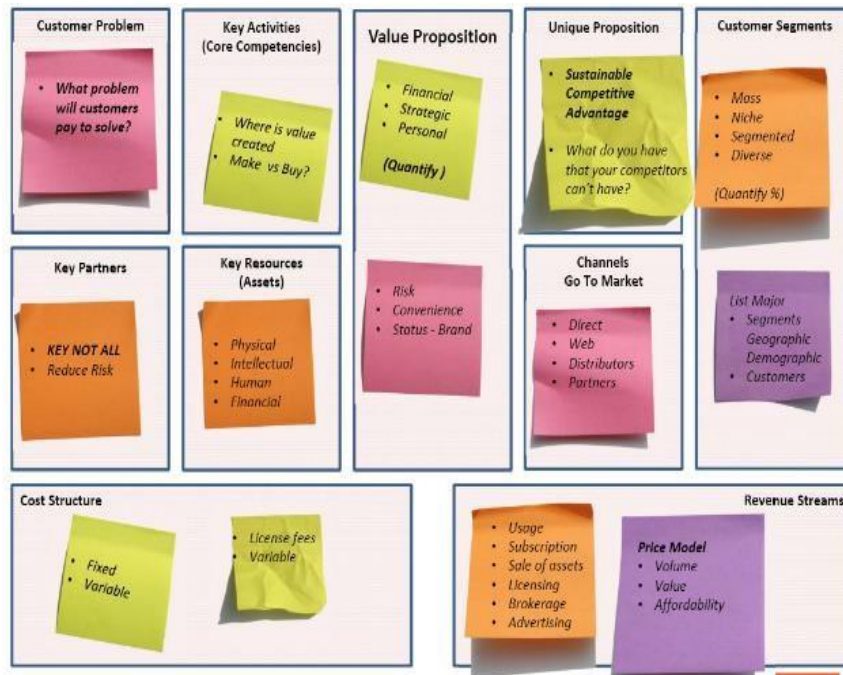 Customer Problem
• What problem
will customers
pay to solve?
Key Activities
(Core Competencies)
• Where is value
created
• Make vs Buy?
Value Proposition
• Financial
• Strategic
• Personal
(Quantify )
• Risk
• Convenience
• Status - Brand
Unique Proposition
• Sustainable
Competitive
Advantage
• What do you have
that your competitors
can't have?
Customer Segments
• Mass
• Niche
• Segmented
• Diverse
(Quantify %)
List Major
• Segments
Geographic
Demographic
• Customers
Key Partners
• KEY NOT ALL
• Reduce Risk
Key Resources
(Assets)
• Physical
• Intellectual
• Human
• Financial
Channels
Go To Market
• Direct
• Web
• Distributors
• Partners
Cost Structure
• Fixed
• Variable
• License fees
• Variable
Revenue Streams
• Usage
• Subscription
• Sale of assets
• Licensing
• Brokerage
• Advertising
Price Model
• Volume
• Value
• Affordability